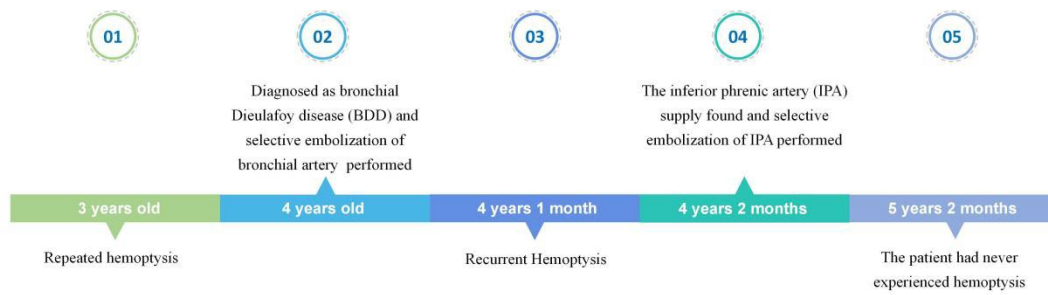 01
02
03
04
05
Diagnosed as bronchial
Dieulafoy disease (BDD) and
selective embolization of
bronchial artery performed
The inferior phrenic artery (IPA)
supply found and selective
embolization of IPA performed
3 years old
4 years old
4 years 1 month
4 years 2 months
5 years 2 months
Repeated hemoptysis
Recurrent Hemoptysis
The patient had never
experienced hemoptysis